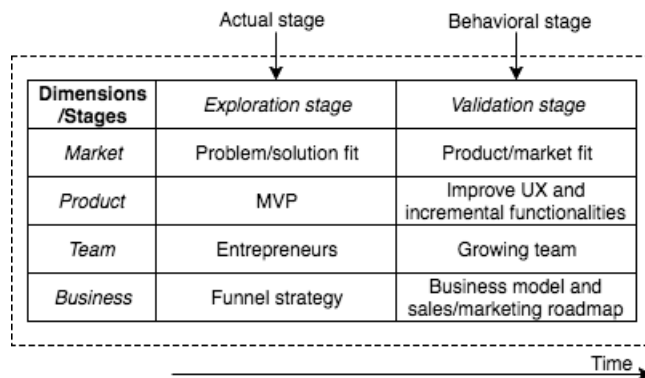 Actual stage
Behavioral stage
Dimensions
/Stages
Exploration stage
Validation stage
Market
Problem/solution fit
Product/market fit
Product
MVP
Improve UX and
incremental functionalities
Team
Entrepreneurs
Growing team
Business
Funnel strategy
Business model and
sales/marketing roadmap
Time